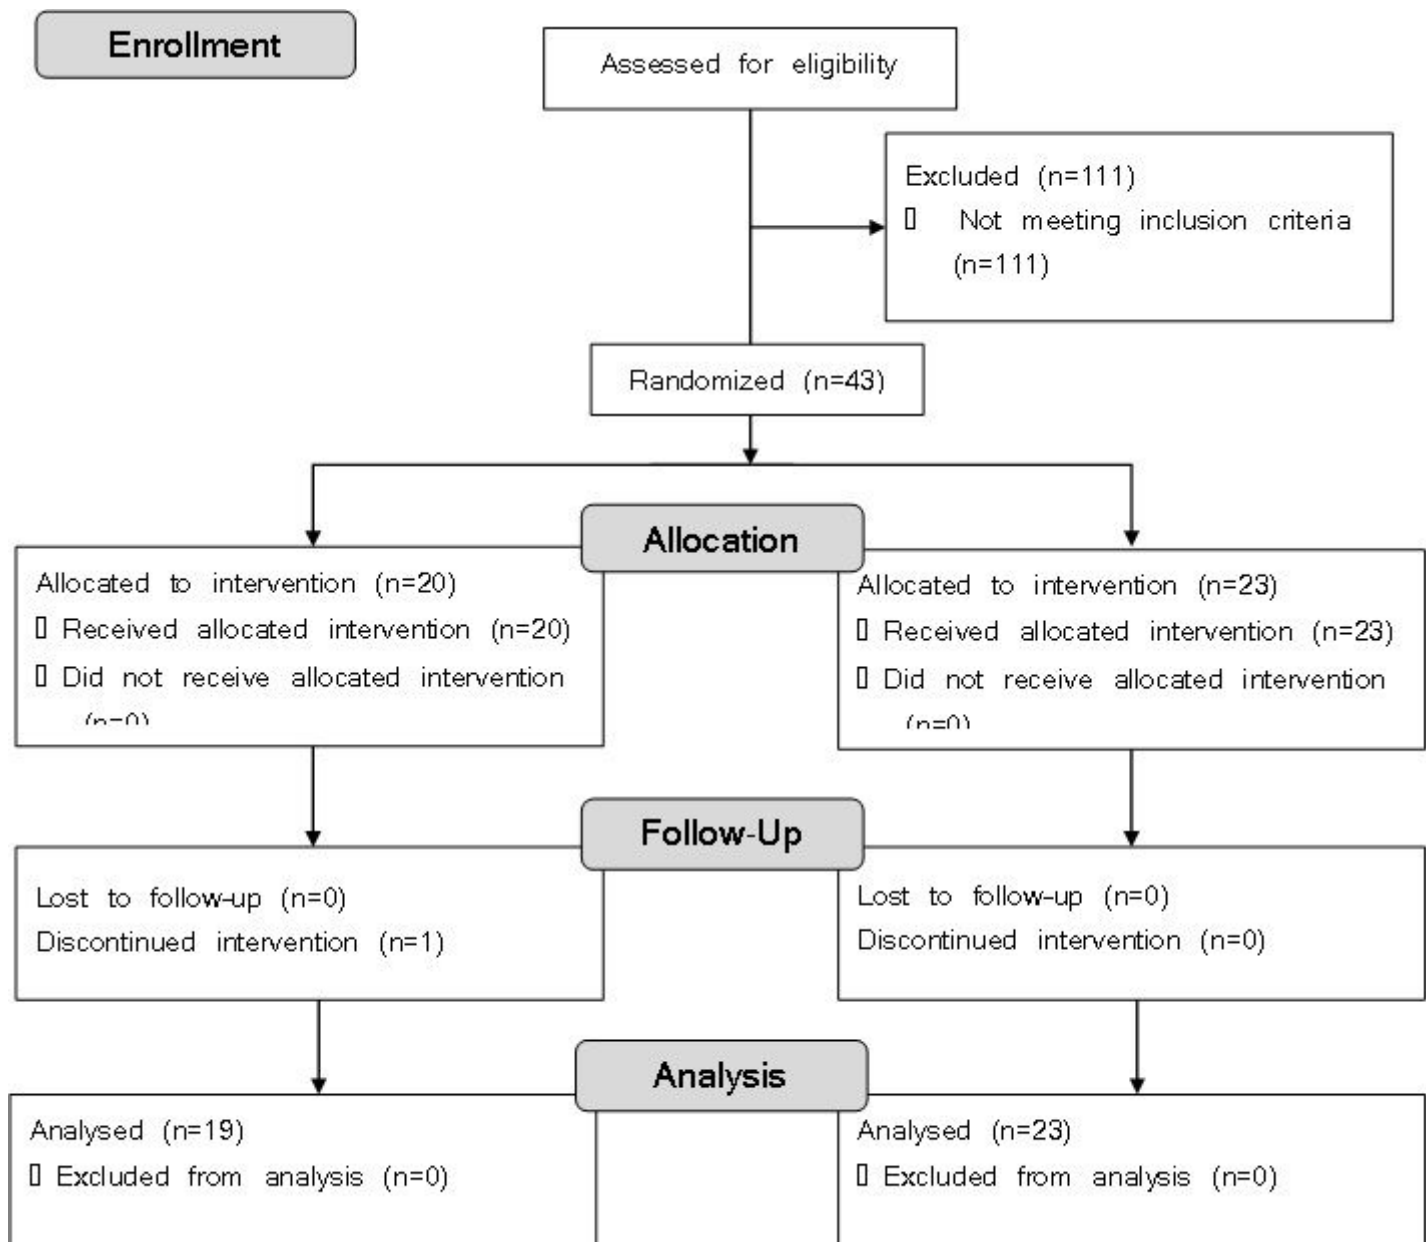 Enrollment
Assessed for eligibility
Excluded (n=111)
▯ Not meeting inclusion criteria
(n=111)
Randomized (n=43)
Allocation
Allocated to intervention (n=20)
▯ Received allocated intervention (n=20)
▯ Did not receive allocated intervention
(n=0)
Allocated to intervention (n=23)
▯ Received allocated intervention (n=23)
▯ Did not receive allocated intervention
(n=0)
Follow-Up
Lost to follow-up (n=0)
Discontinued intervention (n=1)
Lost to follow-up (n=0)
Discontinued intervention (n=0)
Analysis
Analysed (n=19)
▯ Excluded from analysis (n=0)
Analysed (n=23)
▯ Excluded from analysis (n=0)